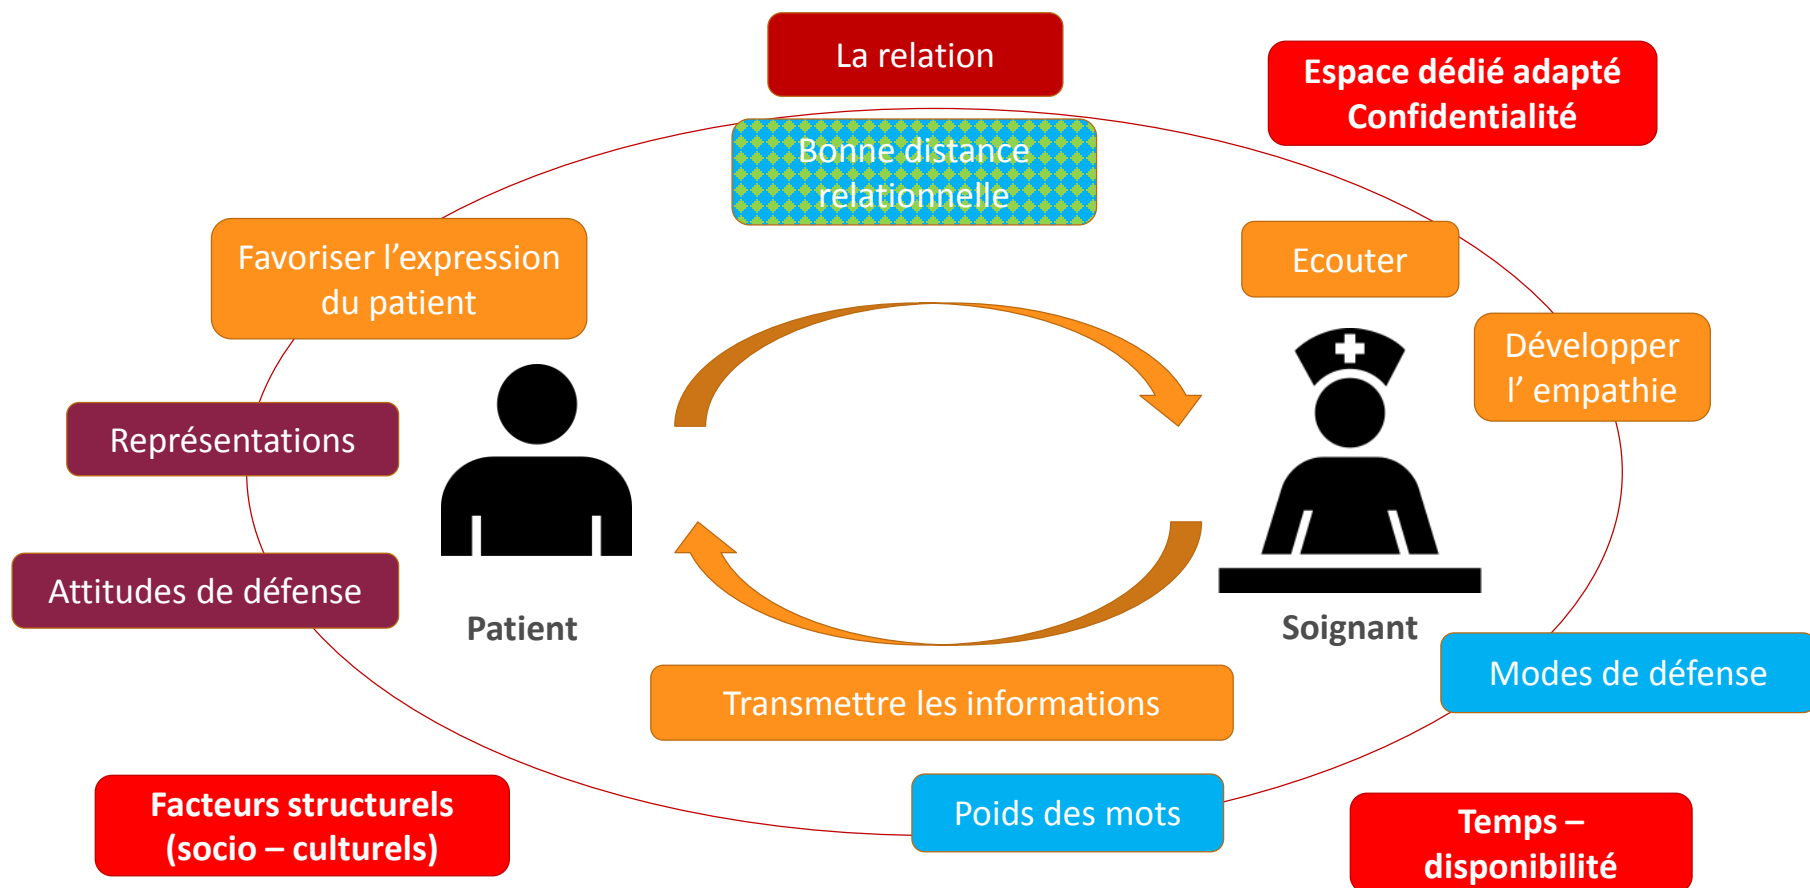 La relation
Espace dédié adapté
Confidentialité
Bonne distance
relationnelle
Favoriser l’expression
du patient
Ecouter
Développer
l’ empathie
Représentations
Attitudes de défense
Patient
Soignant
Modes de défense
Transmettre les informations
Poids des mots
Facteurs structurels
(socio – culturels)
Temps –
disponibilité